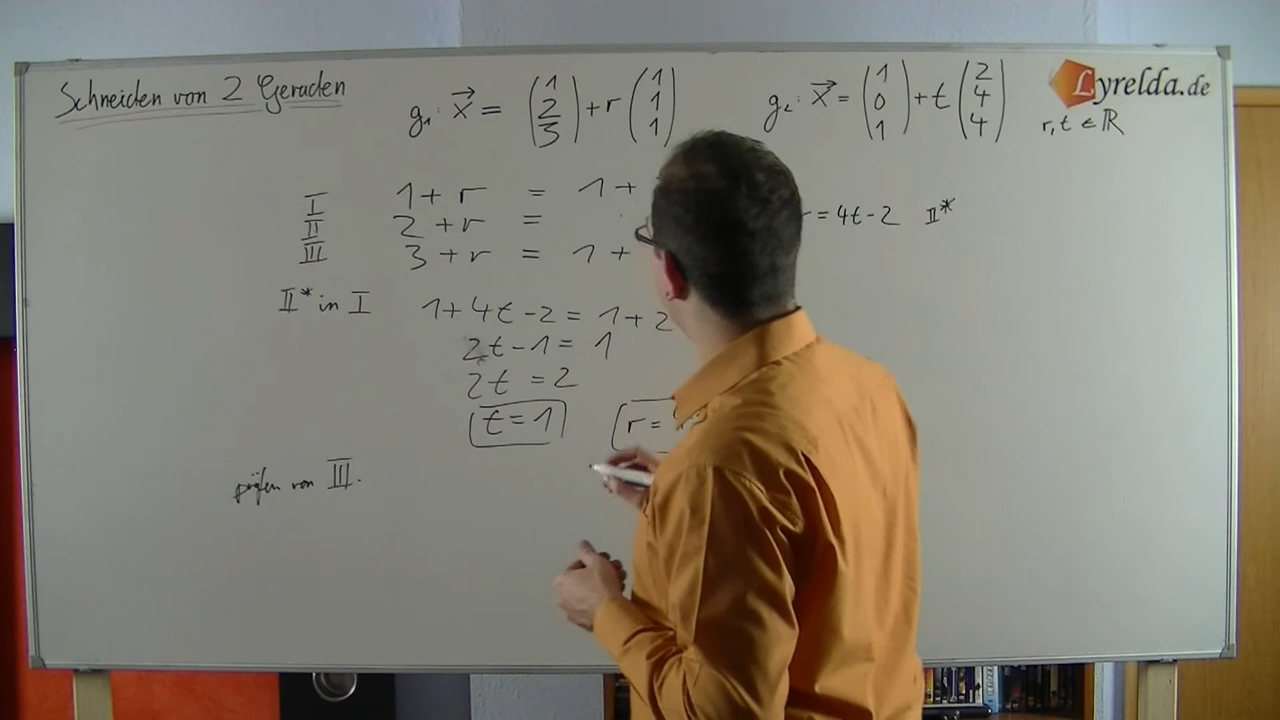 Schneiden von 2 Geraden
g₁: x⃗ = (1 2 3) + r (1 1 1)
g₂: x⃗ = (1 0 1) + t (2 4 4)
Lyrelda.de
r, t ∈ ℝ
I 1 + r = 1 +
II 2 + r =
= 4t - 2 II*
III 3 + r = 1 +
II* in I 1 + 4t - 2 = 1 + 2
2t - 1 = 1
2t = 2
t = 1 r =
prüfen von III.